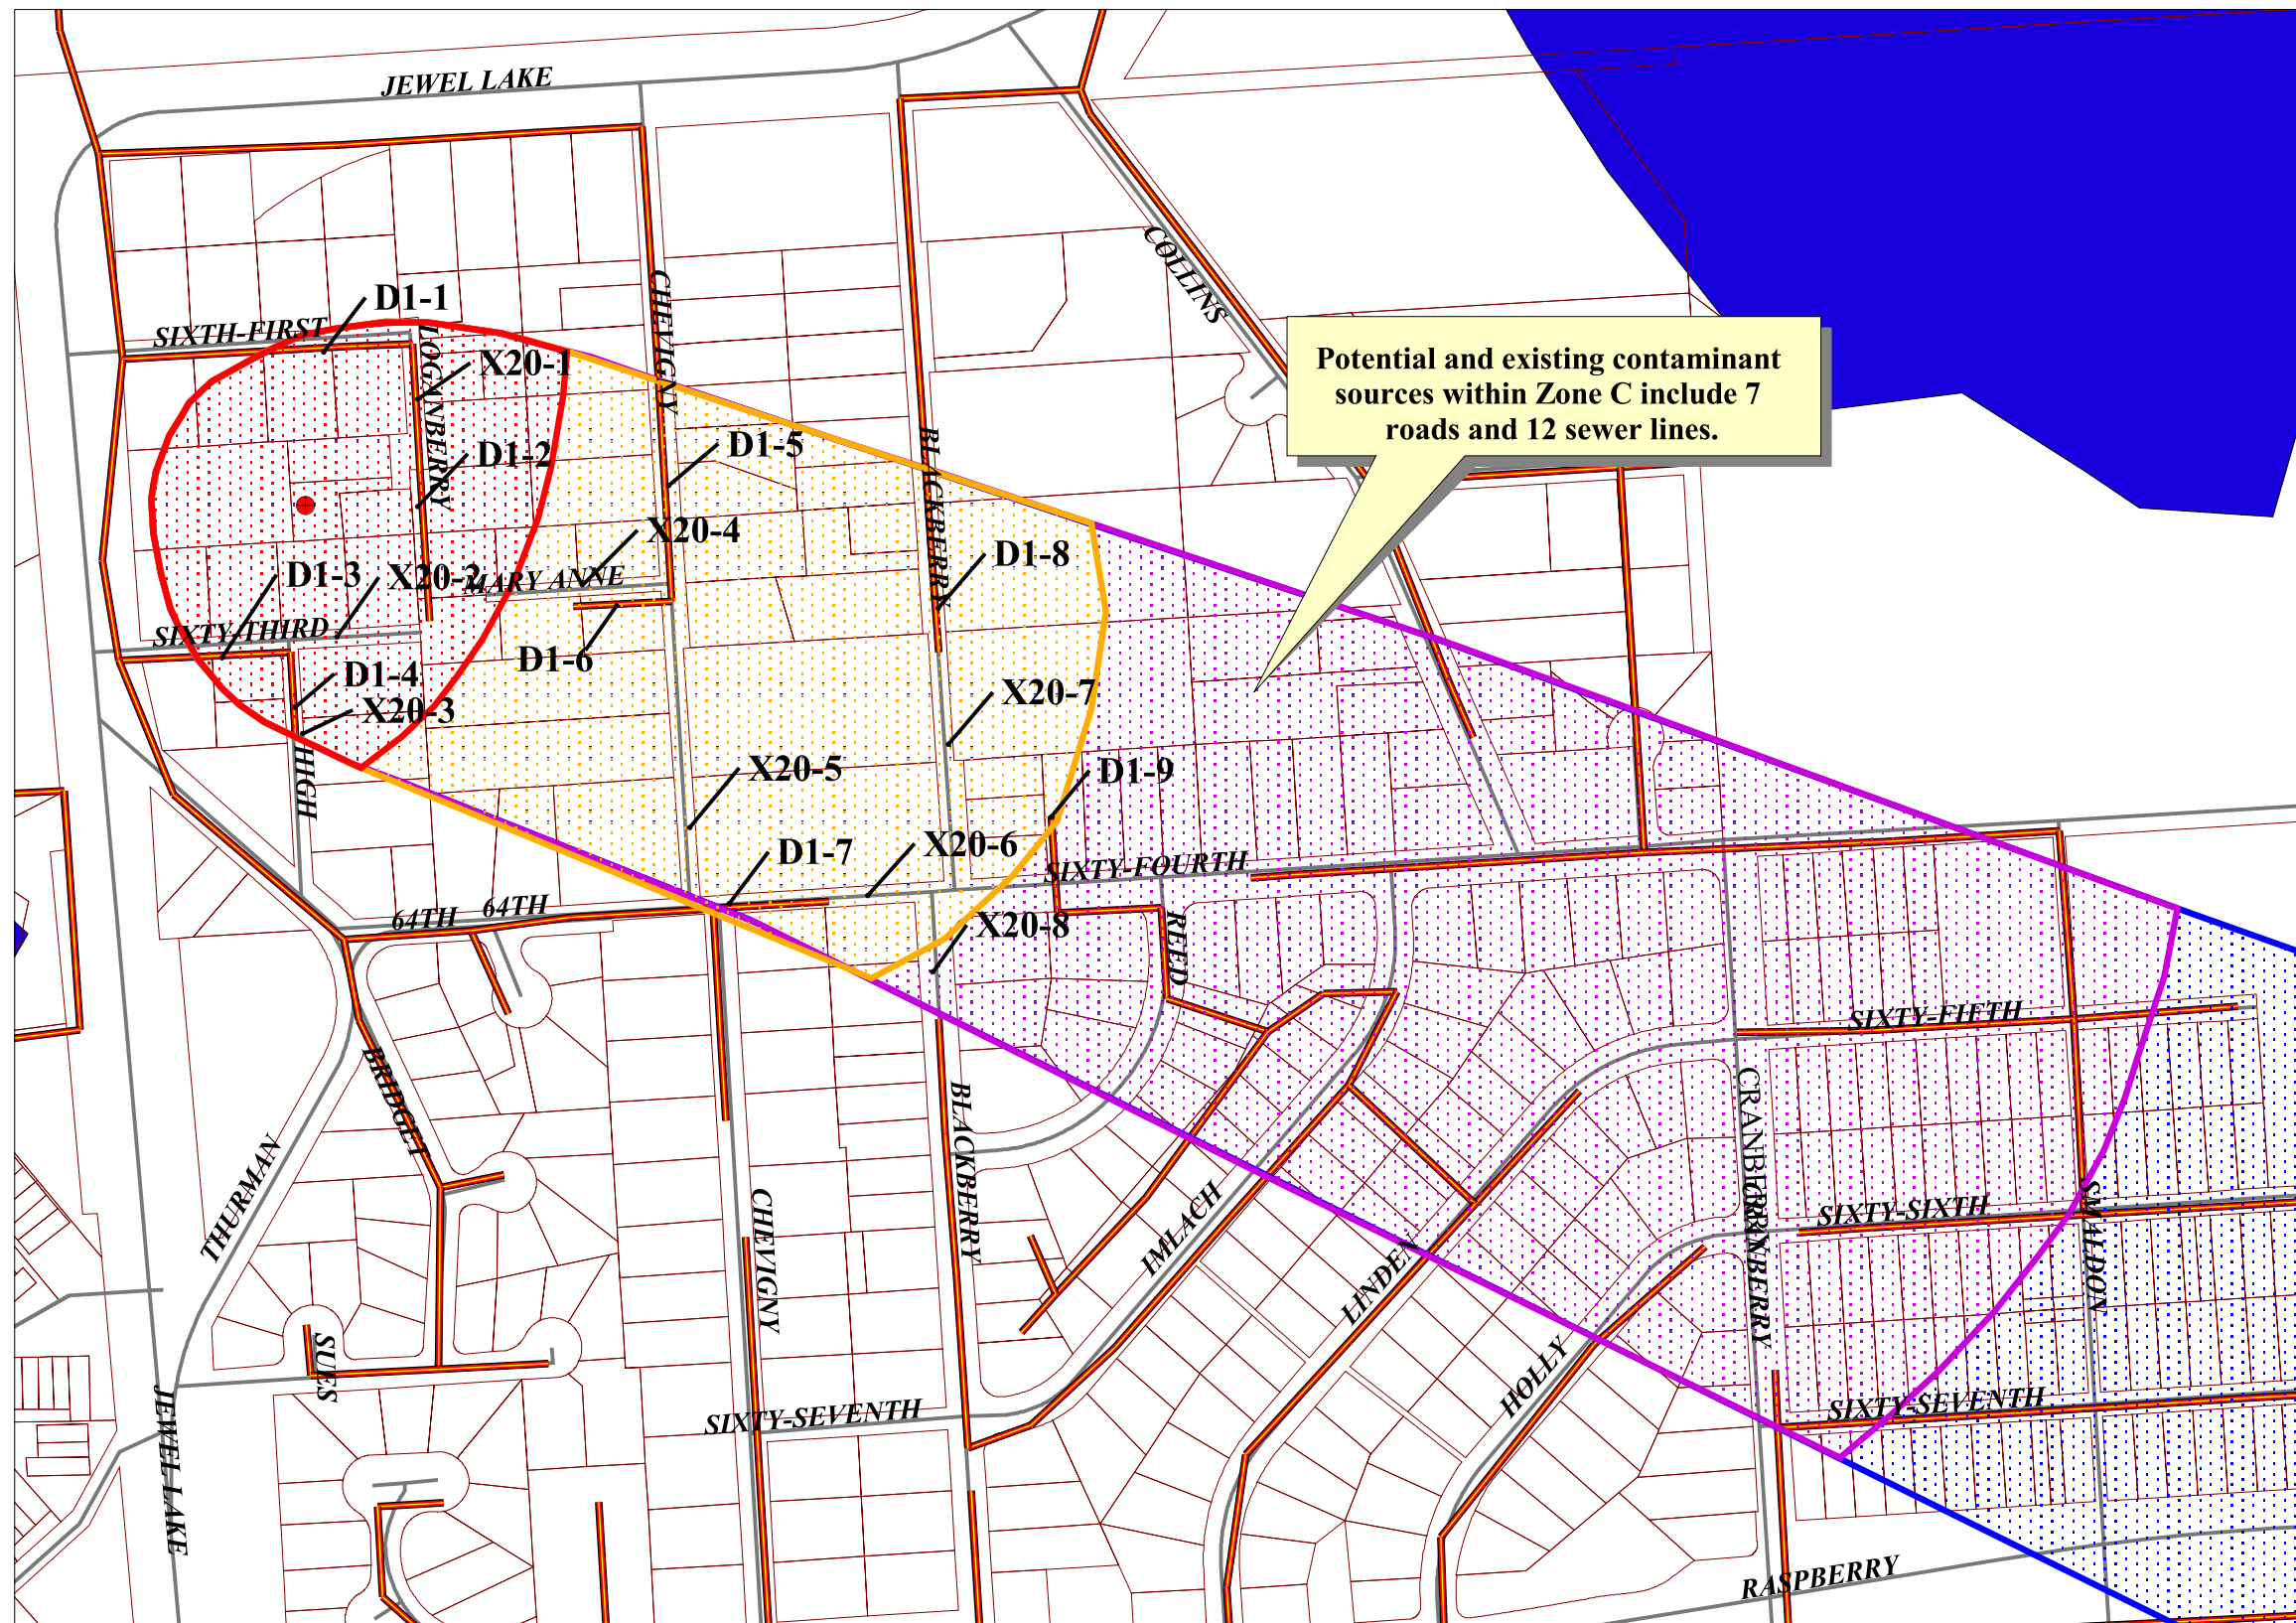 JEWEL LAKE
COLLINS
CHEVIGNY
D1-1
SIXTH-FIRST
LOGANBERRY
X20-1
Potential and existing contaminant
sources within Zone C include 7
roads and 12 sewer lines.
BLACKBERRY
D1-5
D1-2
X20-4
D1-8
D1-3
X20-2
MARY ANNE
SIXTY-THIRD
D1-6
D1-4
X20-3
X20-7
HIGH
X20-5
D1-9
D1-7
X20-6
SIXTY-FOURTH
64TH
64TH
X20-8
REED
SIXTY-FIFTH
BRIDGET
BLACKBERRY
CRANBERRY
THURMAN
CHEVIGNY
IMLACH
CRANBERRY
SIXTY-SIXTH
SMALDON
LINDEN
SUES
HOLLY
JEWEL LAKE
SIXTY-SEVENTH
SIXTY-SEVENTH
RASPBERRY